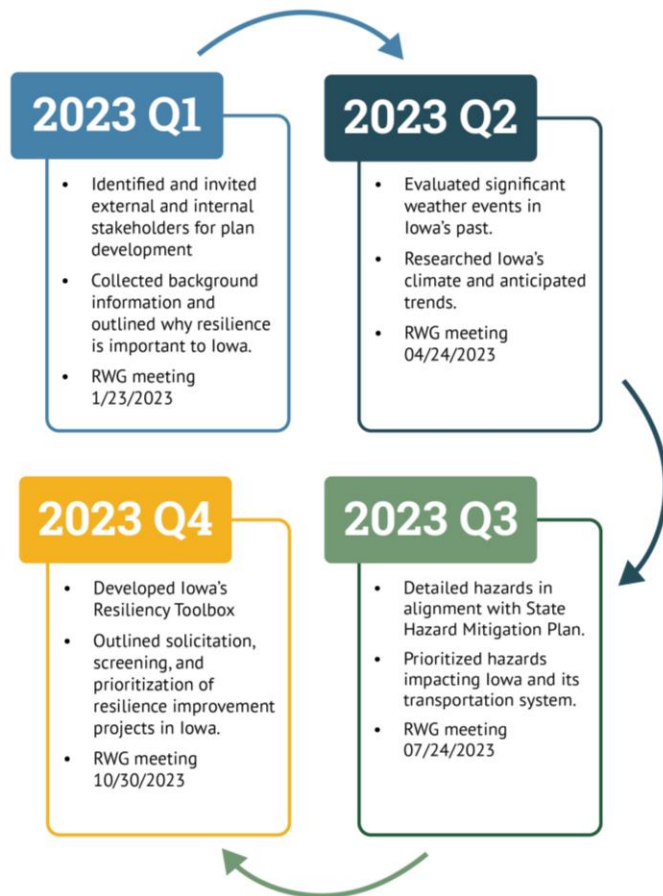 2023 Q1
• Identified and invited
external and internal
stakeholders for plan
development
• Collected background
information and
outlined why resilience
is important to Iowa.
• RWG meeting
1/23/2023
2023 Q2
• Evaluated significant
weather events in
Iowa's past.
• Researched Iowa's
climate and anticipated
trends.
• RWG meeting
04/24/2023
2023 Q3
• Detailed hazards in
alignment with State
Hazard Mitigation Plan.
• Prioritized hazards
impacting Iowa and its
transportation system.
• RWG meeting
07/24/2023
2023 Q4
• Developed Iowa's
Resiliency Toolbox
• Outlined solicitation,
screening, and
prioritization of
resilience improvement
projects in Iowa.
• RWG meeting
10/30/2023